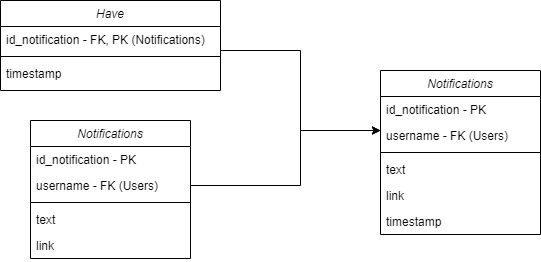 Have
id_notification - FK, PK (Notifications)
timestamp
Notifications
id_notification - PK
username - FK (Users)
text
link
Notifications
id_notification - PK
username - FK (Users)
text
link
timestamp